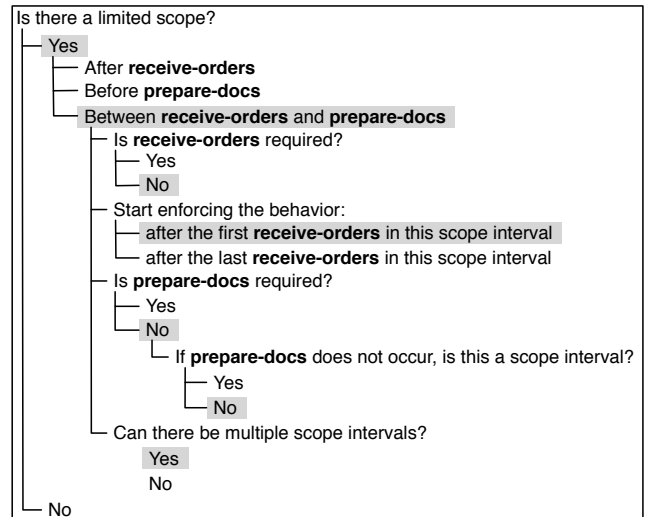 Is there a limited scope?
Yes
After receive-orders
Before prepare-docs
Between receive-orders and prepare-docs
Is receive-orders required?
Yes
No
Start enforcing the behavior:
after the first receive-orders in this scope interval
after the last receive-orders in this scope interval
Is prepare-docs required?
Yes
No
If prepare-docs does not occur, is this a scope interval?
Yes
No
Can there be multiple scope intervals?
Yes
No
No